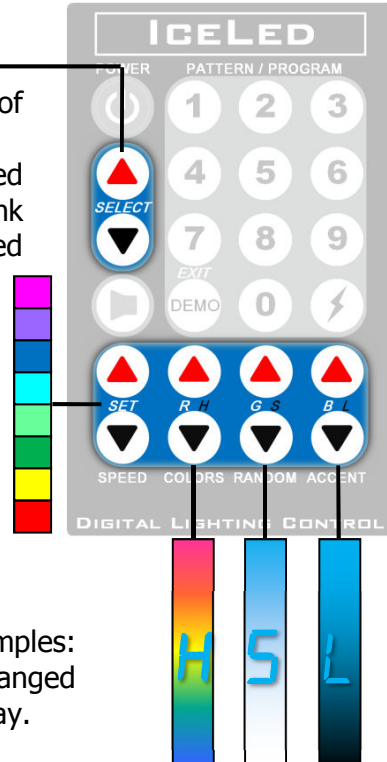 ICELED
POWER PATTERN / PROGRAM
of
1 2 3
ed
4 5 6
nk
SELECT
ed
7 8 9
EXIT
DEMO 0
SET R H G S B L
SPEED COLORS RANDOM ACCENT
DIGITAL LIGHTING CONTROL
mples:
anged
ay.
H S L